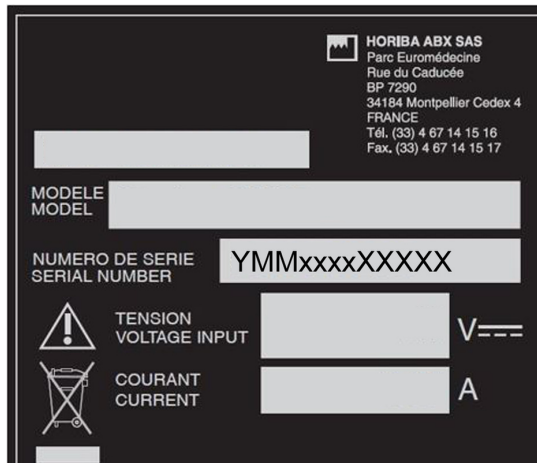 HORIBA ABX SAS
Parc Euromédecine
Rue du Caducée
BP 7290
34184 Montpellier Cedex 4
FRANCE
Tél. (33) 4 67 14 15 16
Fax. (33) 4 67 14 15 17
MODELE
MODEL
NUMERO DE SERIE
SERIAL NUMBER
YMMxxxxXXXXX
TENSION
VOLTAGE INPUT
V
COURANT
CURRENT
A